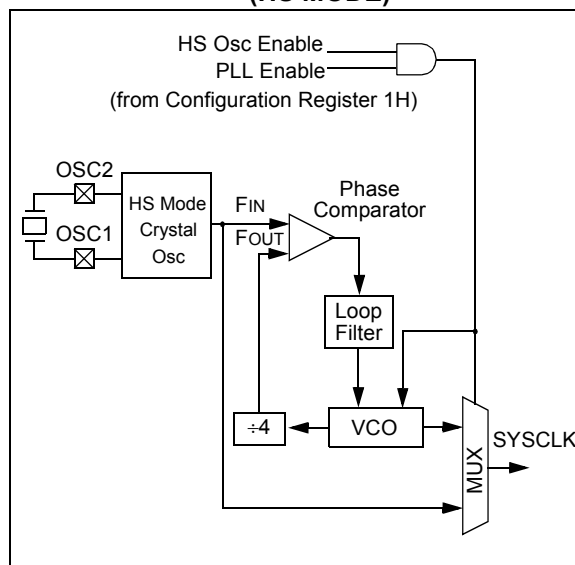 (HS MODE)
HS Osc Enable
PLL Enable
(from Configuration Register 1H)
OSC2
OSC1
HS Mode
Crystal
Osc
FIN
FOUT
Phase
Comparator
Loop
Filter
÷4
VCO
MUX
SYSCLK